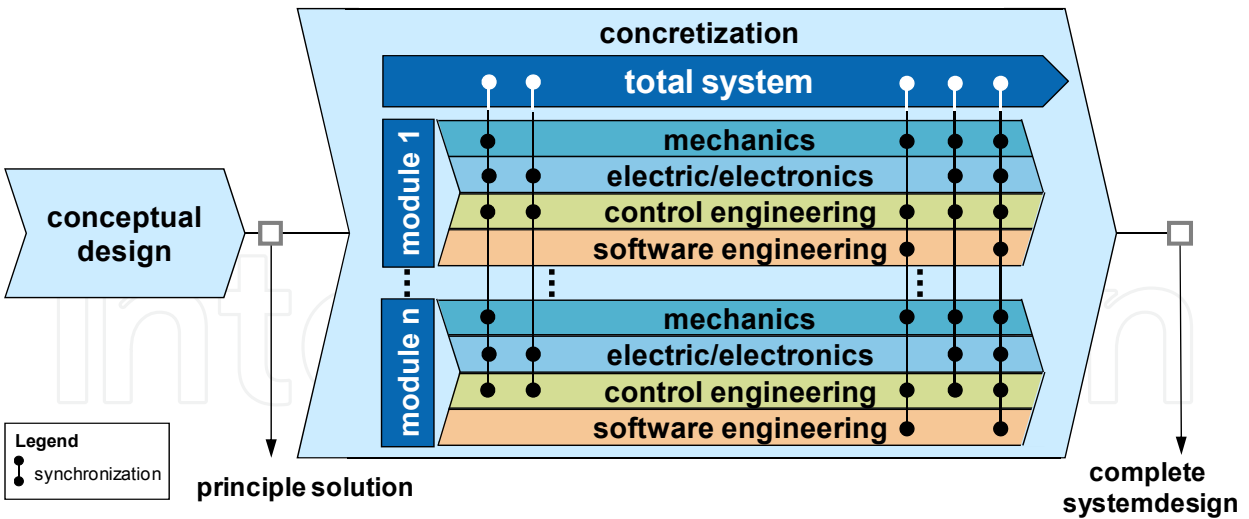 concretization
total system
module 1
mechanics
electric/electronics
control engineering
software engineering
conceptual
design
module n
mechanics
electric/electronics
control engineering
software engineering
Legend
synchronization
principle solution
complete
systemdesign